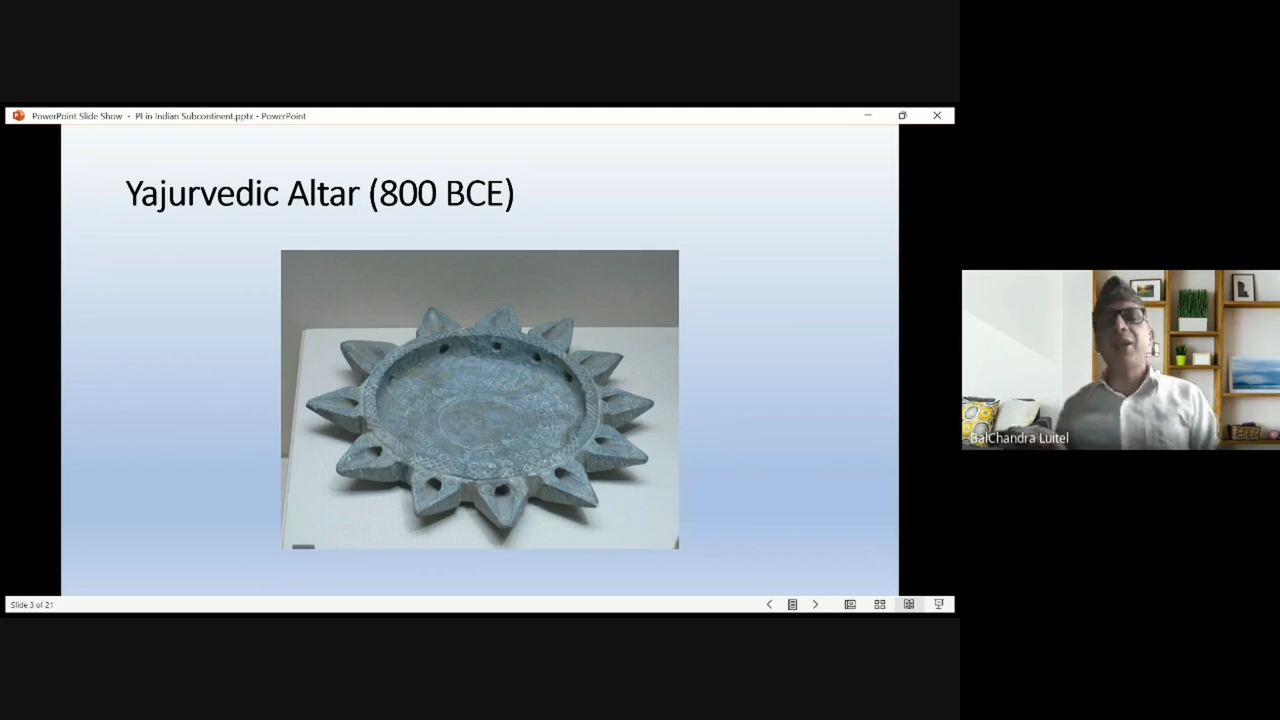 PowerPoint Slide Show - PI in Indian Subcontinent.pptx - PowerPoint
Yajurvedic Altar (800 BCE)
Slide 3 of 21
BalChandra Luitel